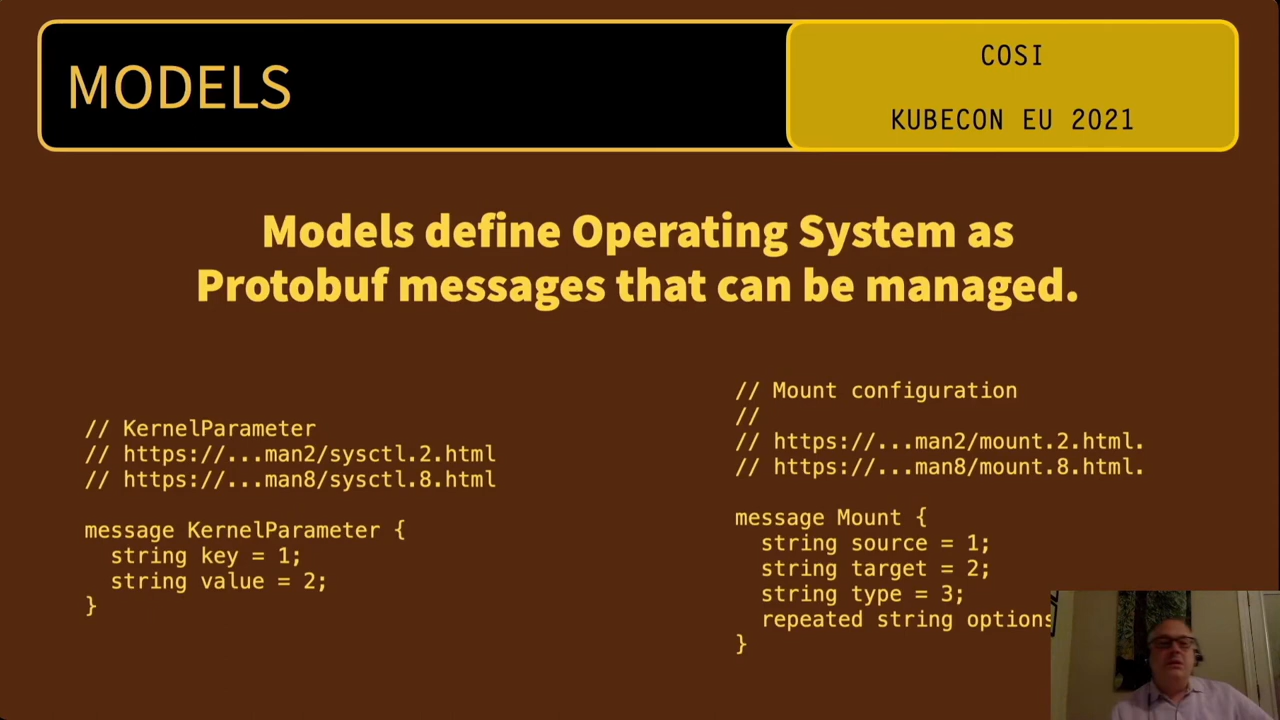 MODELS
COSI
KUBECON EU 2021
Models define Operating System as
Protobuf messages that can be managed.
// KernelParameter
// https://...man2/sysctl.2.html
// https://...man8/sysctl.8.html
message KernelParameter {
  string key = 1;
  string value = 2;
}
// Mount configuration
//
// https://...man2/mount.2.html.
// https://...man8/mount.8.html.
message Mount {
  string source = 1;
  string target = 2;
  string type = 3;
  repeated string options
}